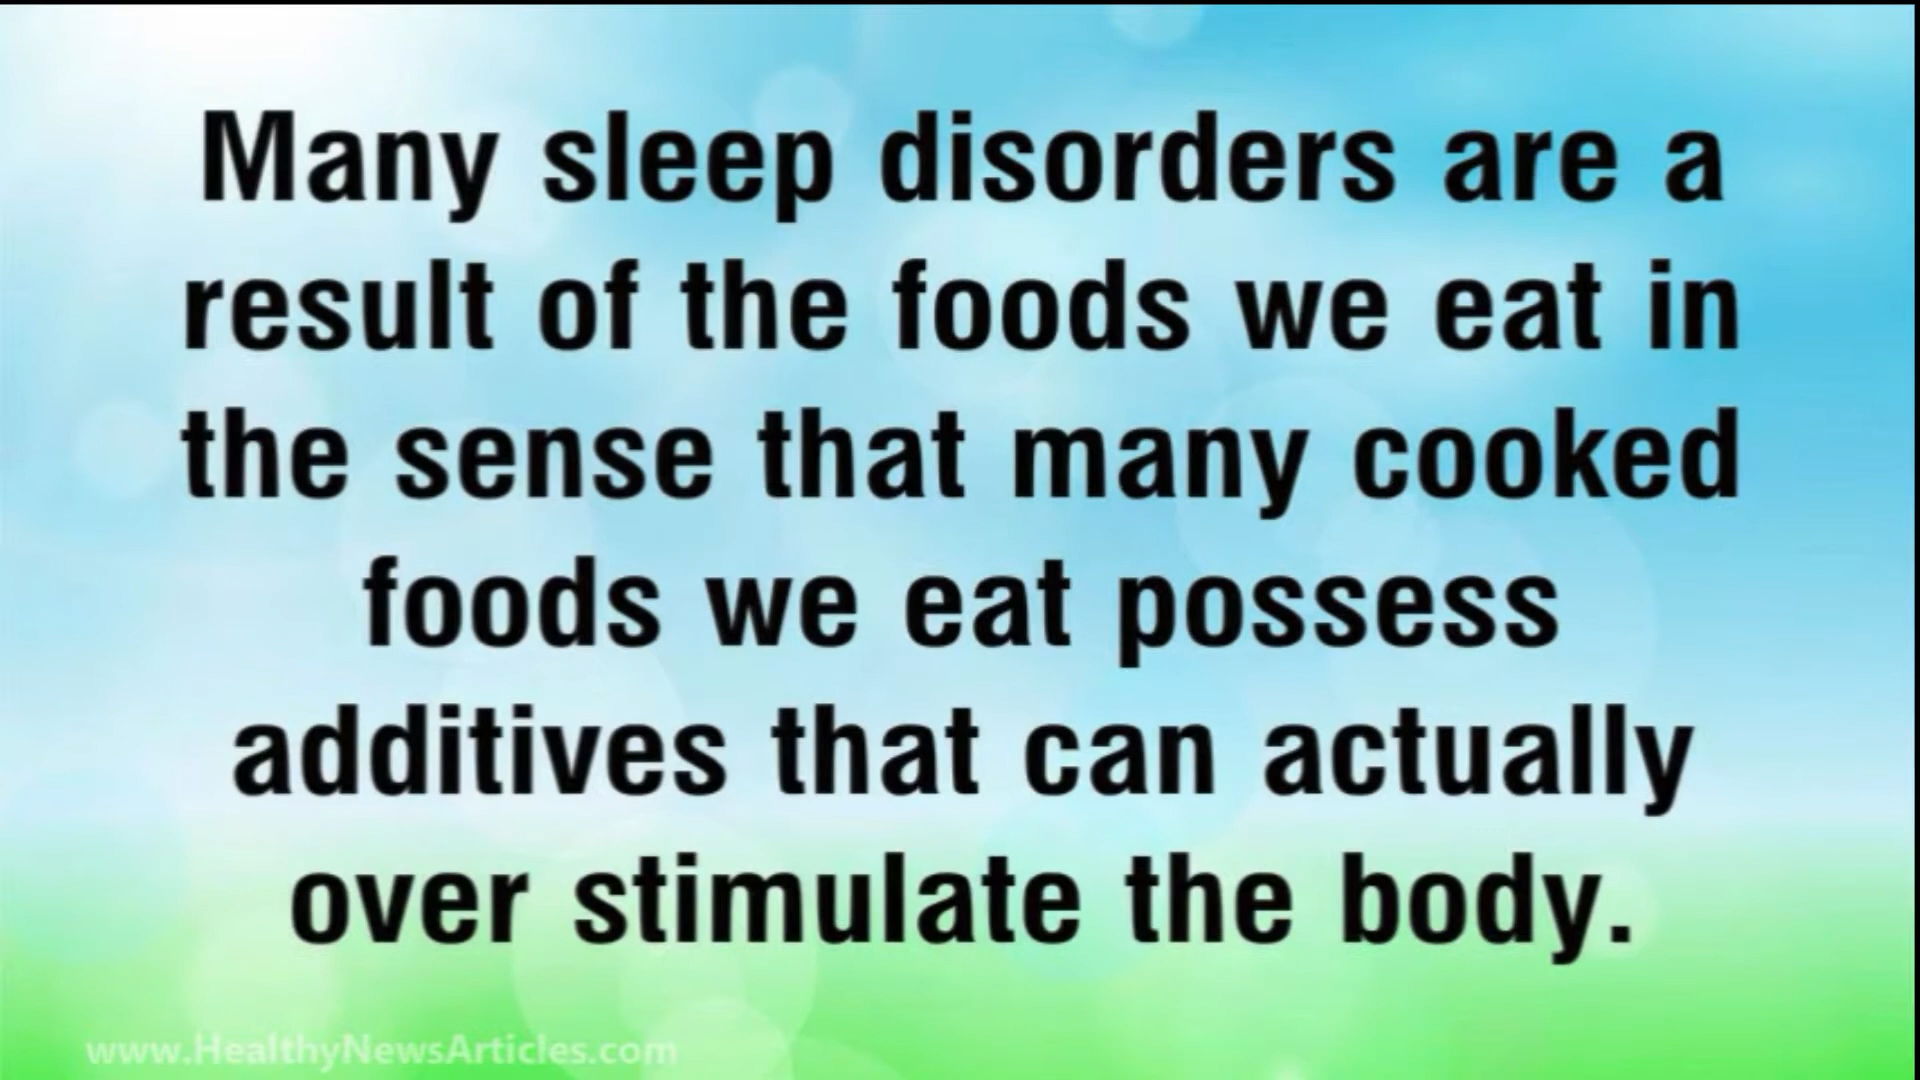 Many sleep disorders are a
result of the foods we eat in
the sense that many cooked
foods we eat possess
additives that can actually
over stimulate the body.
www.HealthyNewsArticles.com